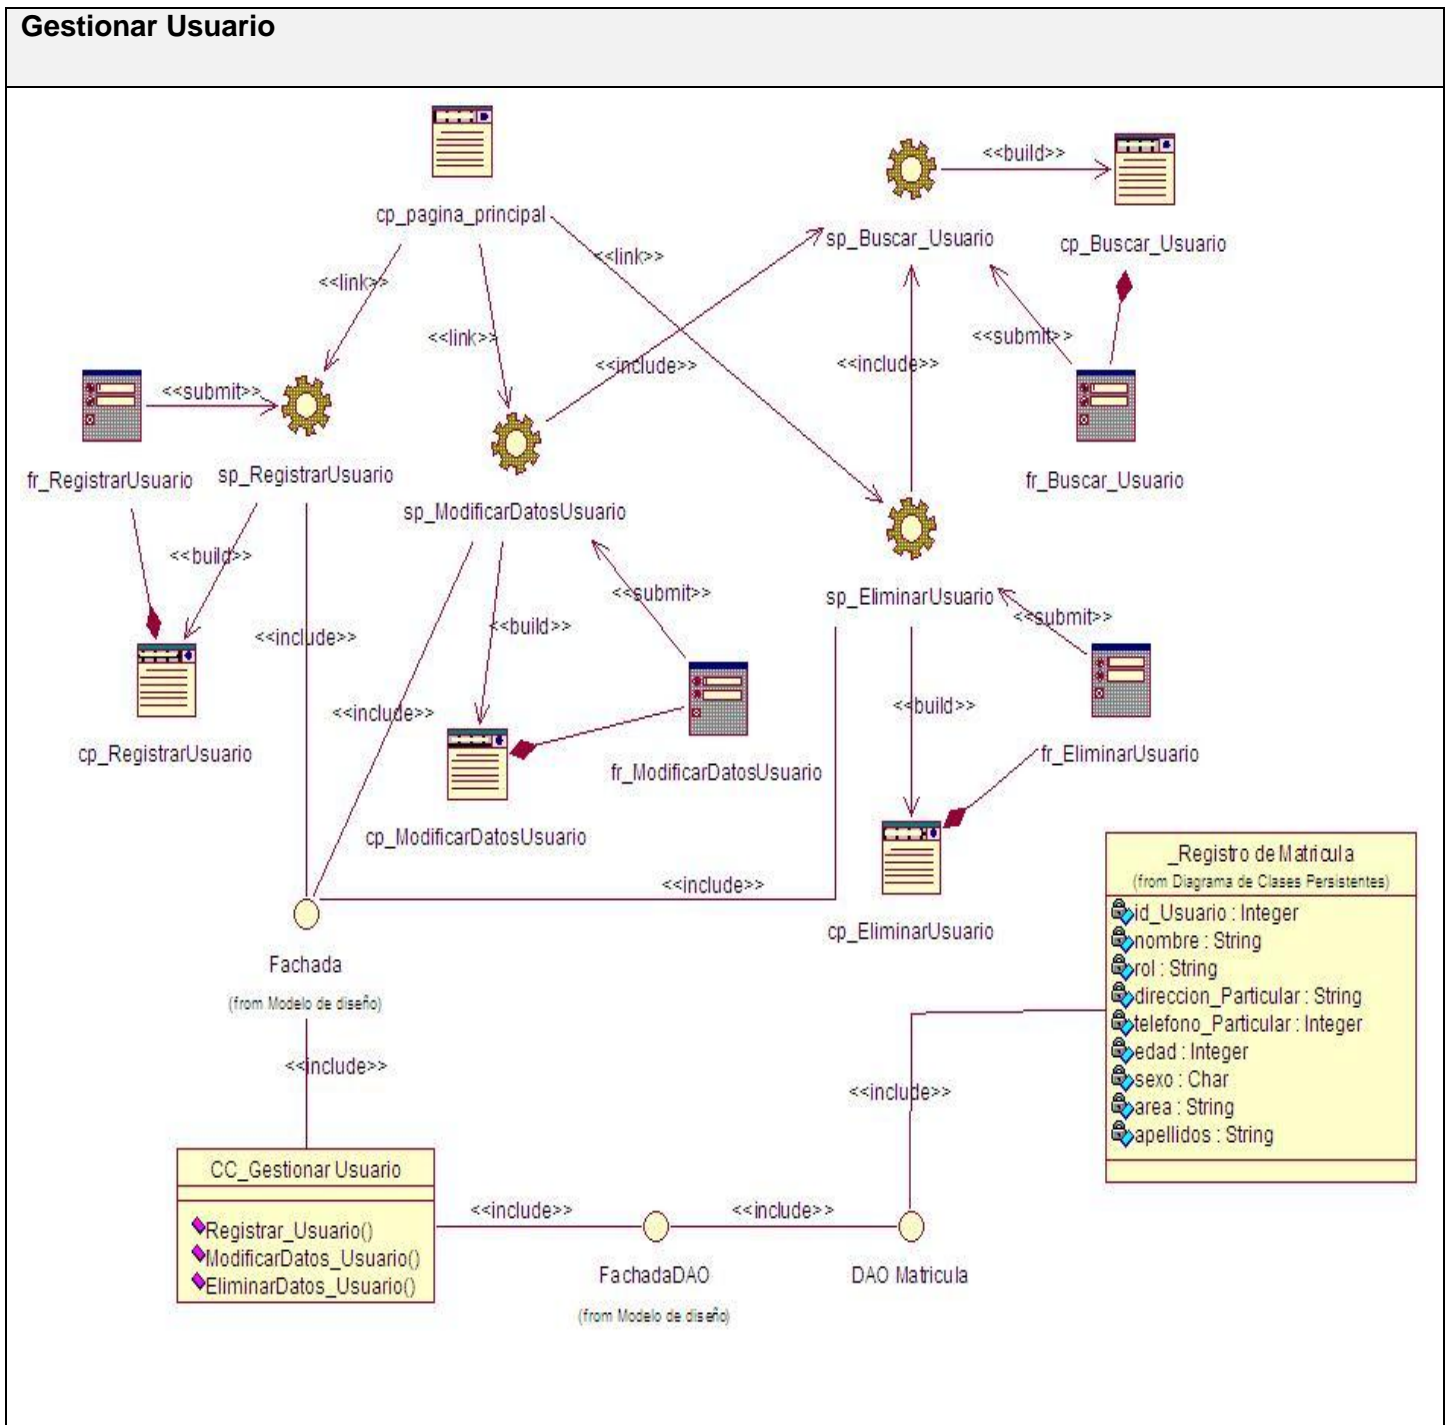 Gestionar Usuario
cp_pagina_principal
<<build>>
sp_Buscar_Usuario
cp_Buscar_Usuario
<<link>>
<<link>>
<<link>>
<<include>>
<<include>>
<<submit>>
<<submit>>
fr_RegistrarUsuario
sp_RegistrarUsuario
fr_Buscar_Usuario
sp_ModificarDatosUsuario
<<build>>
<<submit>>
sp_EliminarUsuario
<<submit>>
<<include>>
<<build>>
<<include>>
<<build>>
cp_RegistrarUsuario
fr_ModificarDatosUsuario
fr_EliminarUsuario
cp_ModificarDatosUsuario
<<include>>
cp_EliminarUsuario
_Registro de Matricula
(from Diagrama de Clases Persistentes)
id_Usuario : Integer
nombre : String
rol : String
direccion_Particular : String
telefono_Particular : Integer
edad : Integer
sexo : Char
area : String
apellidos : String
Fachada
(from Modelo de diseño)
<<include>>
<<include>>
CC_Gestionar Usuario
Registrar_Usuario()
ModificarDatos_Usuario()
EliminarDatos_Usuario()
<<include>>
<<include>>
FachadaDAO
(from Modelo de diseño)
DAO Matricula